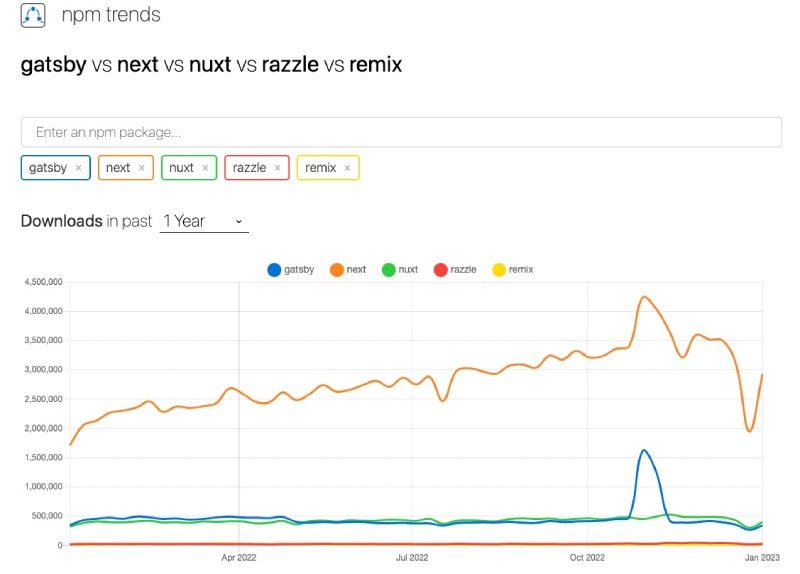 npm trends
gatsby vs next vs nuxt vs razzle vs remix
Enter an npm package...
gatsby × next × nuxt × razzle × remix ×
Downloads in past 1 Year
gatsby next nuxt razzle remix
4,500,000
4,000,000
3,500,000
3,000,000
2,500,000
2,000,000
1,500,000
1,000,000
500,000
0
Apr 2022 Jul 2022 Oct 2022 Jan 2023